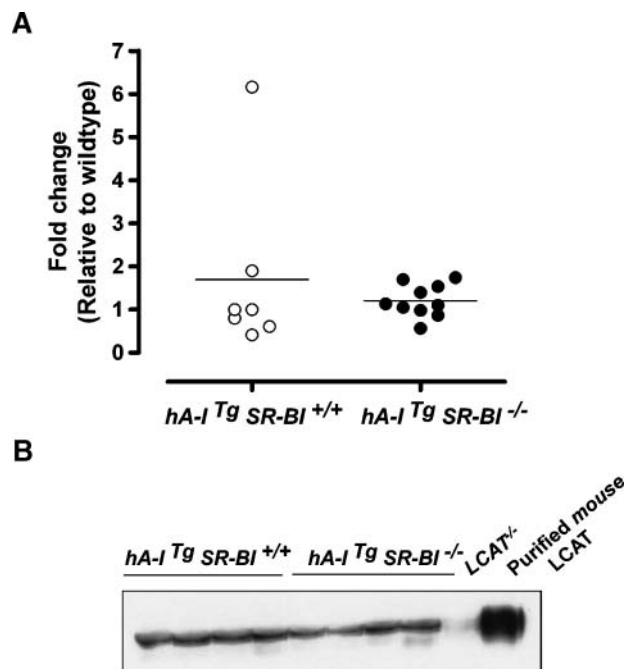 A
Fold change
(Relative to wildtype)
7
6
5
4
3
2
1
0
hA-I Tg SR-BI +/+ hA-I Tg SR-BI -/-
B
hA-I Tg SR-BI +/+ hA-I Tg SR-BI -/- LCAT-/- Purified mouse
LCAT